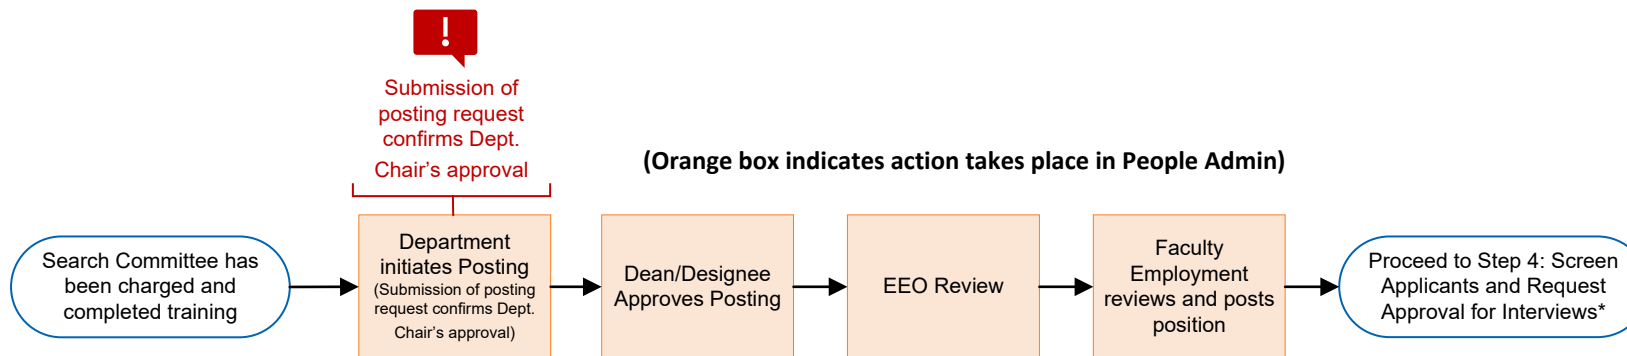 !
Submission of
posting request
confirms Dept.
Chair's approval
(Orange box indicates action takes place in People Admin)
Search Committee has
been charged and
completed training
Department
initiates Posting
(Submission of posting
request confirms Dept.
Chair's approval)
Dean/Designee
Approves Posting
EEO Review
Faculty
Employment
reviews and posts
position
Proceed to Step 4: Screen
Applicants and Request
Approval for Interviews*